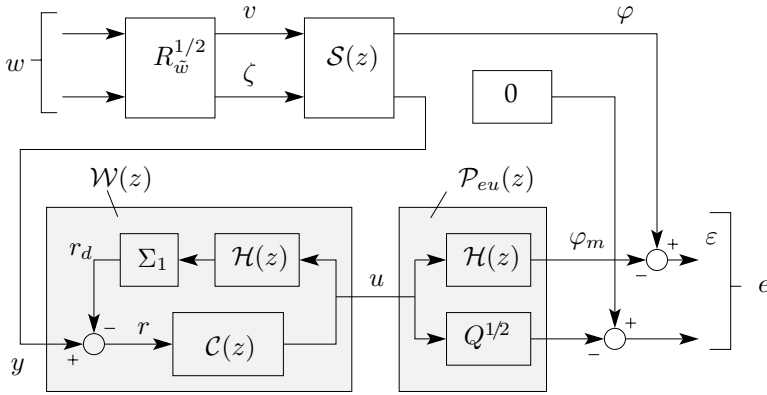 w
R_{\tilde{w}}^{1/2}
v
ζ
𝒮(z)
φ
0
𝒲(z)
𝒫_{eu}(z)
r_d
Σ_1
ℋ(z)
u
ℋ(z)
φ_m
+
−
ε
e
−
r
𝒞(z)
+
y
Q^{1/2}
+
−